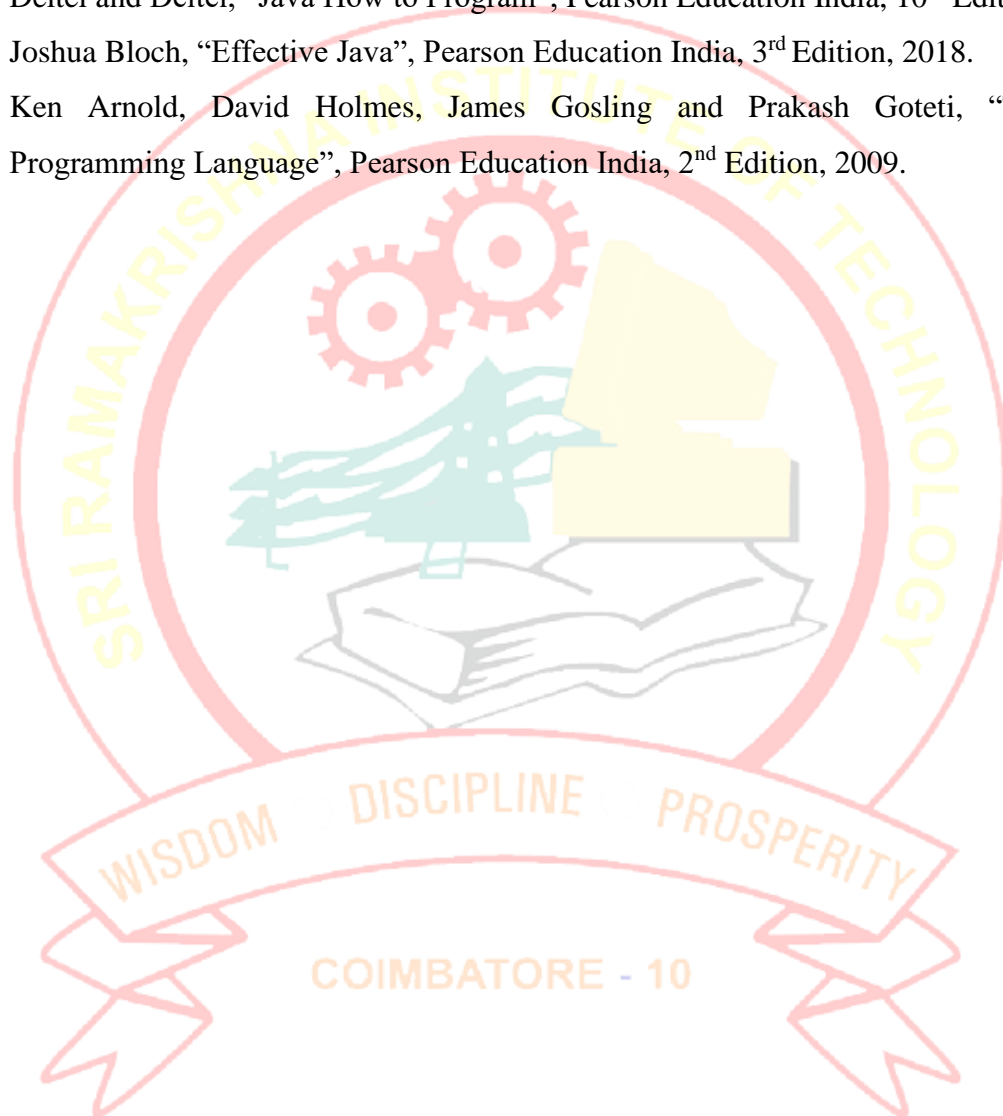 Deitel and Deitel, “Java How to Program”, Pearson Education India, 10th
Joshua Bloch, “Effective Java”, Pearson Education India, 3rd Edition, 2018.
Ken Arnold, David Holmes, James Gosling and Prakash Goteti, “
Programming Language”, Pearson Education India, 2nd Edition, 2009.
SRI RAMAKRISHNA INSTITUTE OF TECHNOLOGY
WISDOM DISCIPLINE PROSPERITY
COIMBATORE - 10